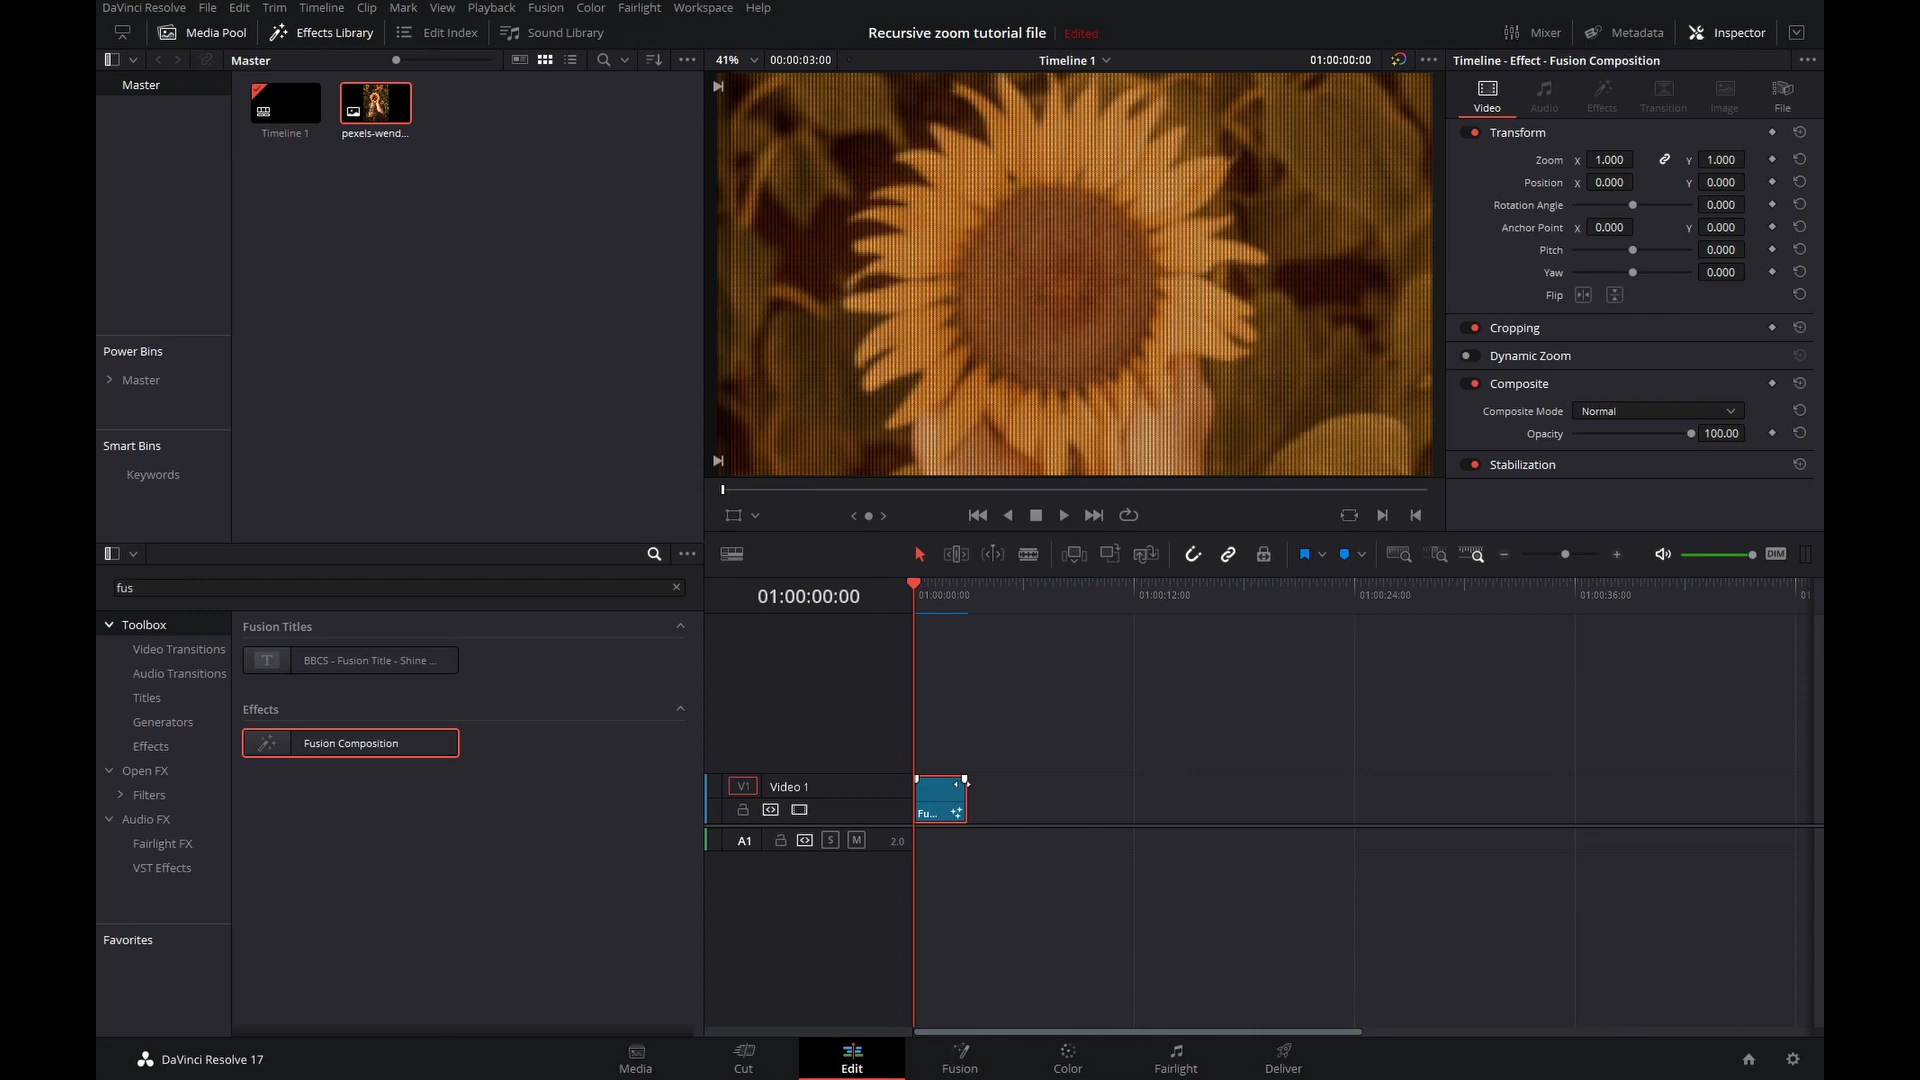 DaVinci Resolve File Edit Trim Timeline Clip Mark View Playback Fusion Color Fairlight Workspace Help
Media Pool Effects Library Edit Index Sound Library Recursive zoom tutorial file Edited Mixer Metadata Inspector
Master 41% 00:00:03:00 Timeline 1 01:00:00:00 Timeline - Effect - Fusion Composition
Master
Timeline 1 pexels-wend...
Power Bins
Master
Smart Bins
Keywords
Video Audio Effects Transition Image File
Transform
Zoom X 1.000 Y 1.000
Position X 0.000 Y 0.000
Rotation Angle 0.000
Anchor Point X 0.000 Y 0.000
Pitch 0.000
Yaw 0.000
Flip
Cropping
Dynamic Zoom
Composite
Composite Mode Normal
Opacity 100.00
Stabilization
fus
Toolbox
Video Transitions
Audio Transitions
Titles
Generators
Effects
Open FX
Filters
Audio FX
Fairlight FX
VST Effects
Favorites
Fusion Titles
T BBCS - Fusion Title - Shine ...
Effects
Fusion Composition
DIM
01:00:00:00 01:00:00:00 01:00:12:00 01:00:24:00 01:00:36:00 01
V1 Video 1
Fu...
A1 S M 2.0
DaVinci Resolve 17 Media Cut Edit Fusion Color Fairlight Deliver